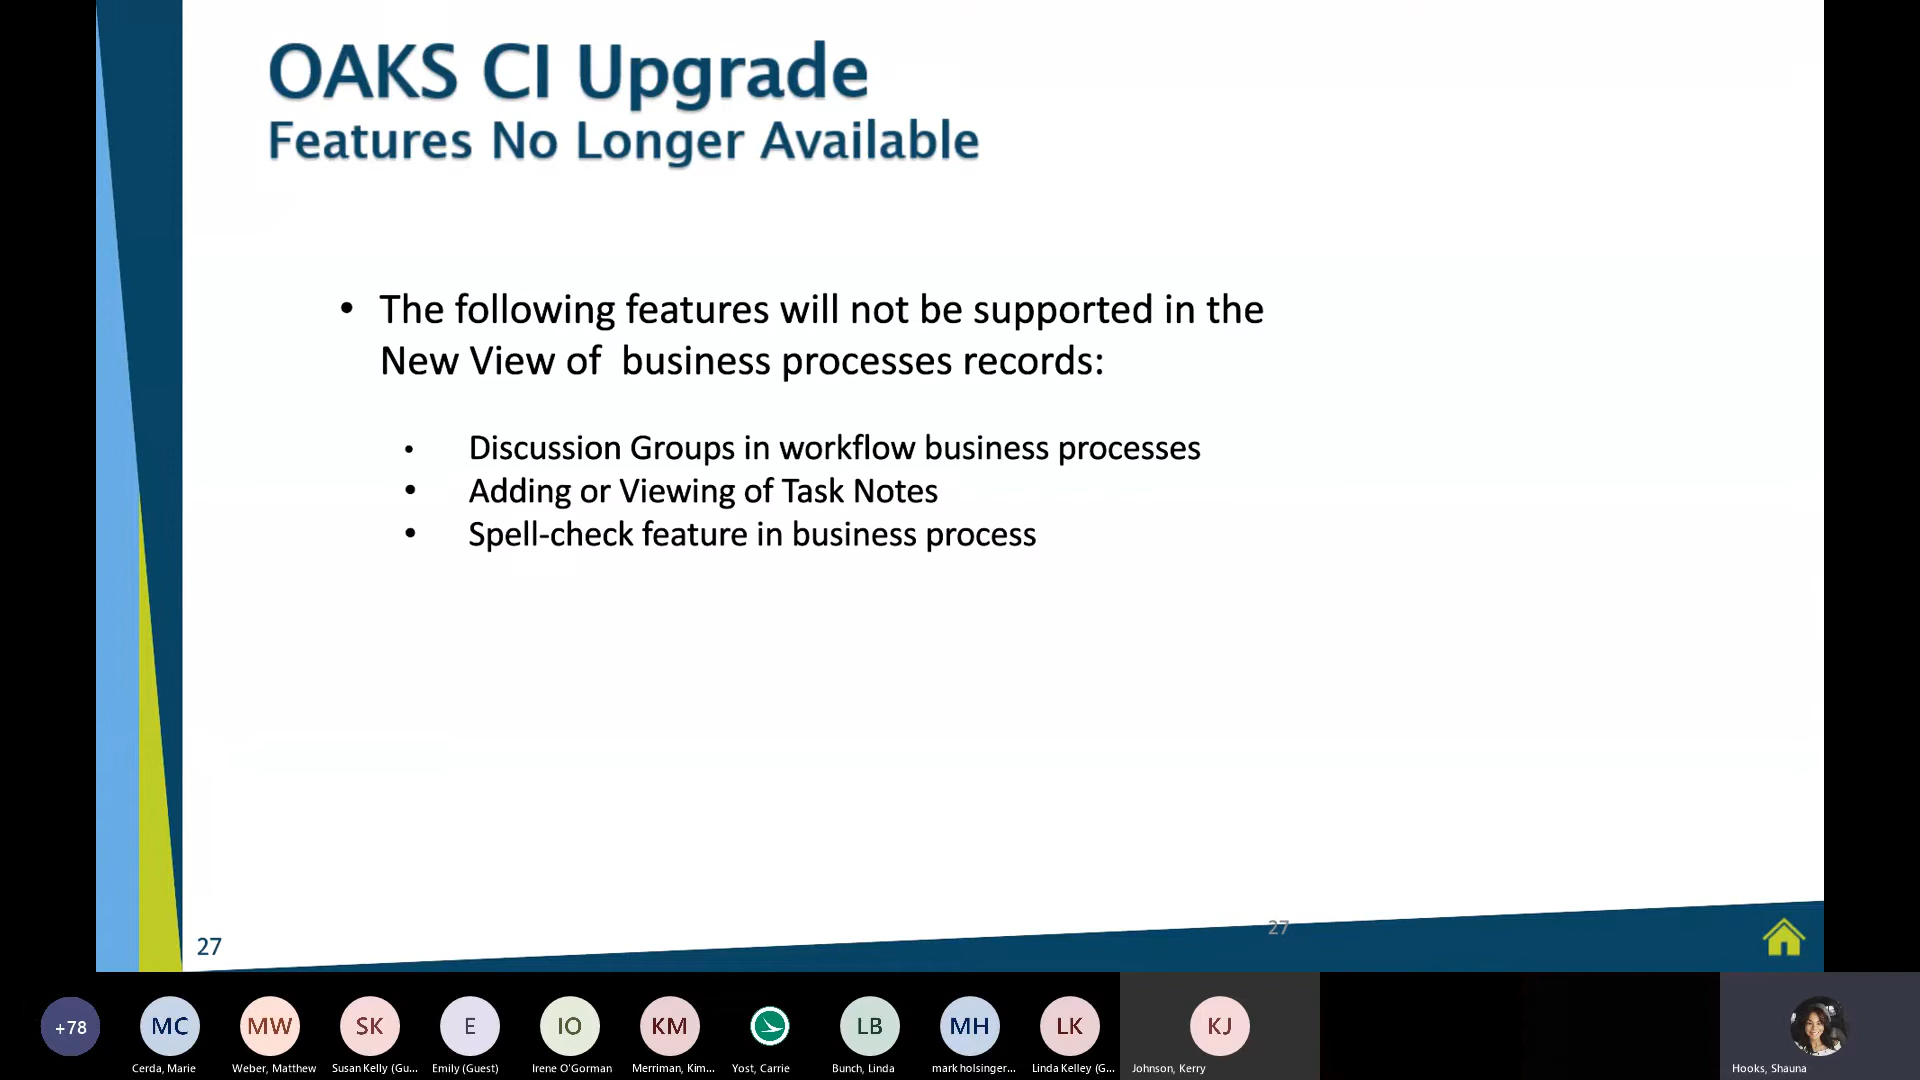 OAKS CI Upgrade
Features No Longer Available
• The following features will not be supported in the
New View of  business processes records:
• Discussion Groups in workflow business processes
• Adding or Viewing of Task Notes
• Spell-check feature in business process
27
27
+78
MC
MW
SK
E
IO
KM
LB
MH
LK
KJ
Cerda, Marie
Weber, Matthew
Susan Kelly (Gu...
Emily (Guest)
Irene O'Gorman
Merriman, Kim...
Yost, Carrie
Bunch, Linda
mark holsinger...
Linda Kelley (G...
Johnson, Kerry
Hooks, Shauna